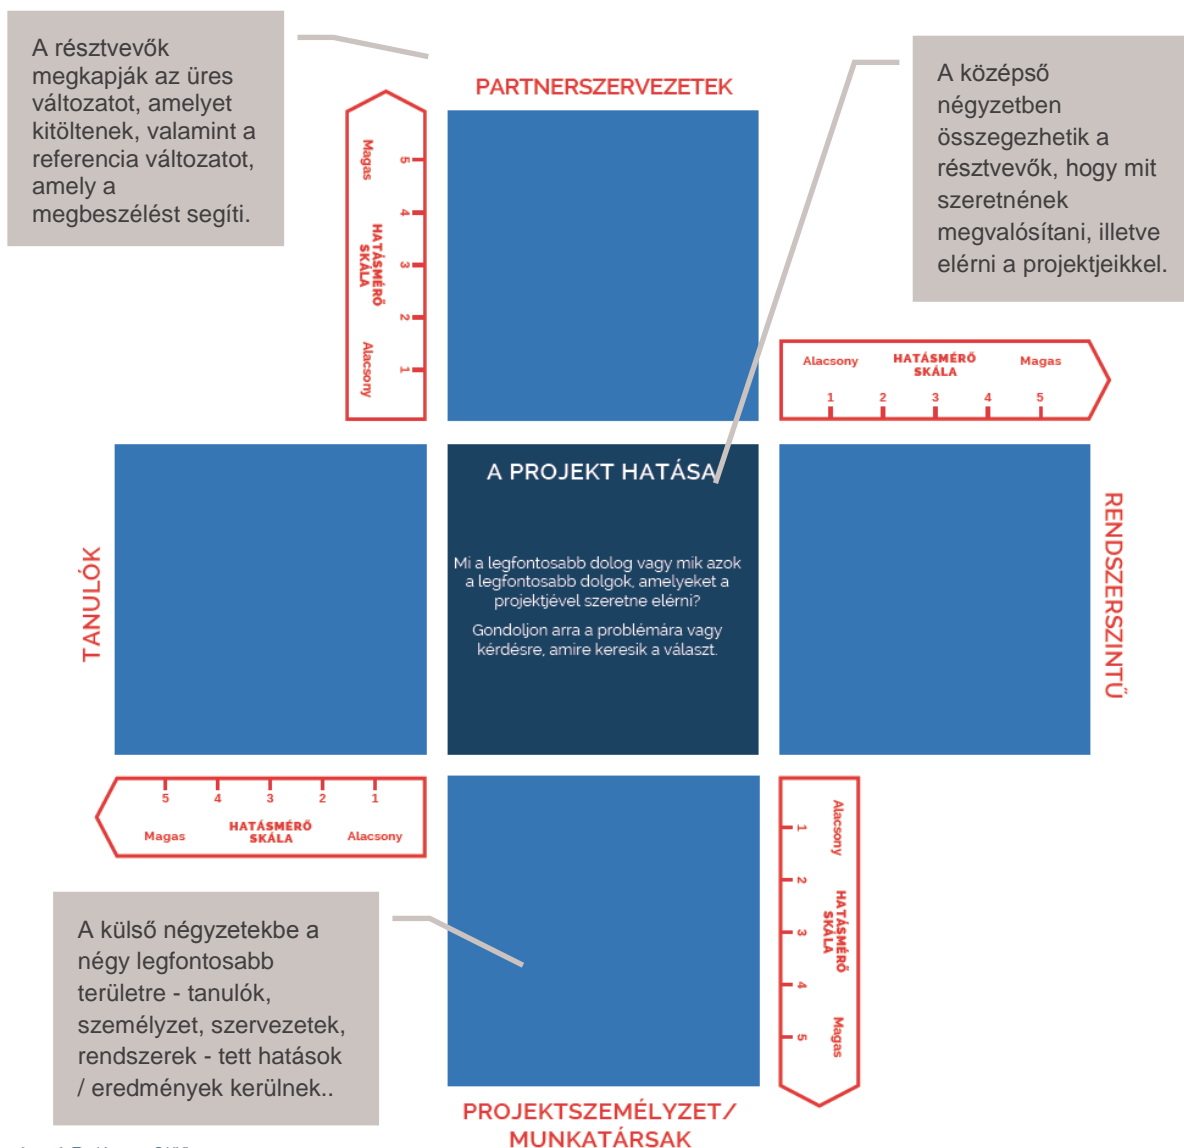 A résztvevők
megkapják az üres
változatot, amelyet
kitöltenek, valamint a
referencia változatot,
amely a
megbeszélést segíti.
PARTNERSZERVEZETEK
A középső
négyzetben
összegezhetik a
résztvevők, hogy mit
szeretnének
megvalósítani, illetve
elérni a projektjeikkel.
Magas
HATÁSMÉRŐ
SKÁLA
Alacsony
5
4
3
2
1
Alacsony
HATÁSMÉRŐ
SKÁLA
Magas
1
2
3
4
5
TANULÓK
A PROJEKT HATÁSA
Mi a legfontosabb dolog vagy mik azok
a legfontosabb dolgok, amelyeket a
projektjével szeretne elérni?
Gondoljon arra a problémára vagy
kérdésre, amire keresik a választ.
RENDSZERSZINTŰ
5
4
3
2
1
Magas
HATÁSMÉRŐ
SKÁLA
Alacsony
Alacsony
HATÁSMÉRŐ
SKÁLA
Magas
1
2
3
4
5
A külső négyzetekbe a
négy legfontosabb
területre - tanulók,
személyzet, szervezetek,
rendszerek - tett hatások
/ eredmények kerülnek..
PROJEKTSZEMÉLYZET/
MUNKATÁRSAK